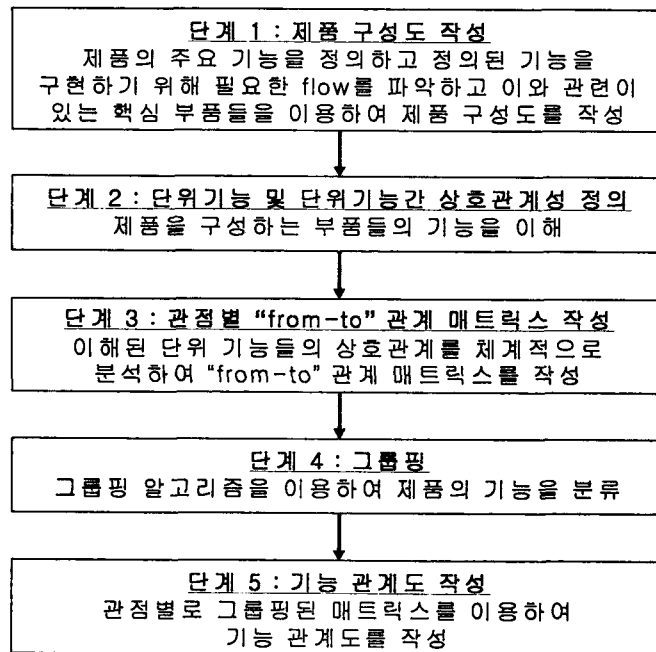 단계 1 : 제품 구성도 작성
제품의 주요 기능을 정의하고 정의된 기능을
구현하기 위해 필요한 flow를 파악하고 이와 관련이
있는 핵심 부품들을 이용하여 제품 구성도를 작성
단계 2 : 단위기능 및 단위기능간 상호관계성 정의
제품을 구성하는 부품들의 기능을 이해
단계 3 : 관점별 “from-to” 관계 매트릭스 작성
이해된 단위 기능들의 상호관계를 체계적으로
분석하여 “from-to” 관계 매트릭스를 작성
단계 4 : 그룹핑
그룹핑 알고리즘을 이용하여 제품의 기능을 분류
단계 5 : 기능 관계도 작성
관점별로 그룹핑된 매트릭스를 이용하여
기능 관계도를 작성